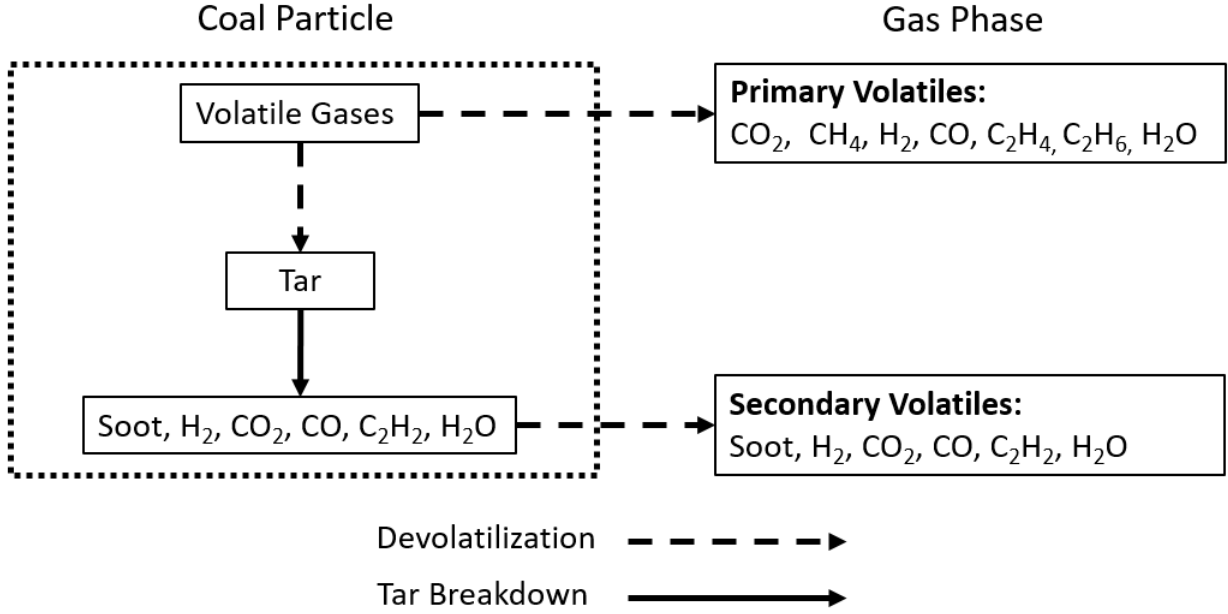 Coal Particle
Gas Phase
Volatile Gases
Primary Volatiles:
CO₂, CH₄, H₂, CO, C₂H₄, C₂H₆, H₂O
Tar
Soot, H₂, CO₂, CO, C₂H₂, H₂O
Secondary Volatiles:
Soot, H₂, CO₂, CO, C₂H₂, H₂O
Devolatilization
Tar Breakdown